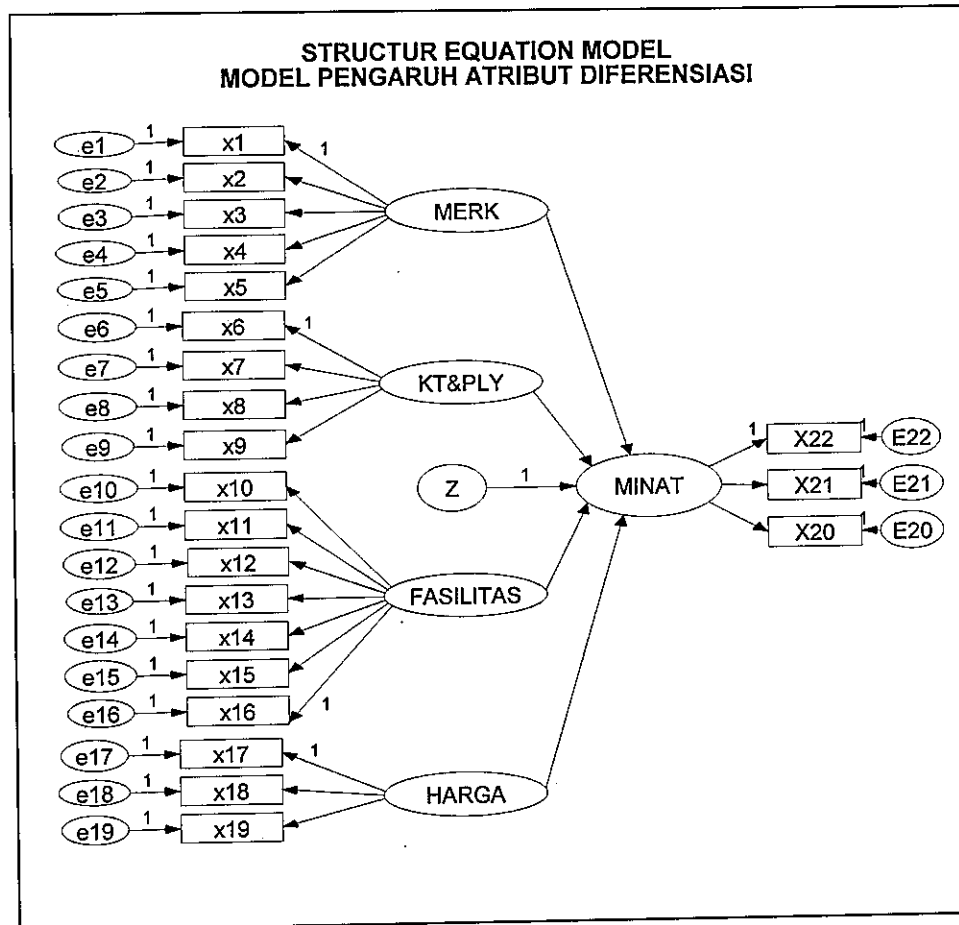 STRUCTUR EQUATION MODEL
MODEL PENGARUH ATRIBUT DIFERENSIASI
e1 1 x1 1
e2 1 x2
e3 1 x3 MERK
e4 1 x4
e5 1 x5
e6 1 x6 1
e7 1 x7 KT&PLY
e8 1 x8
e9 1 x9
e10 1 x10
e11 1 x11
e12 1 x12
e13 1 x13 FASILITAS
e14 1 x14
e15 1 x15
e16 1 x16 1
e17 1 x17 1
e18 1 x18 HARGA
e19 1 x19
Z 1 MINAT
1 X22 1 E22
X21 1 E21
X20 1 E20